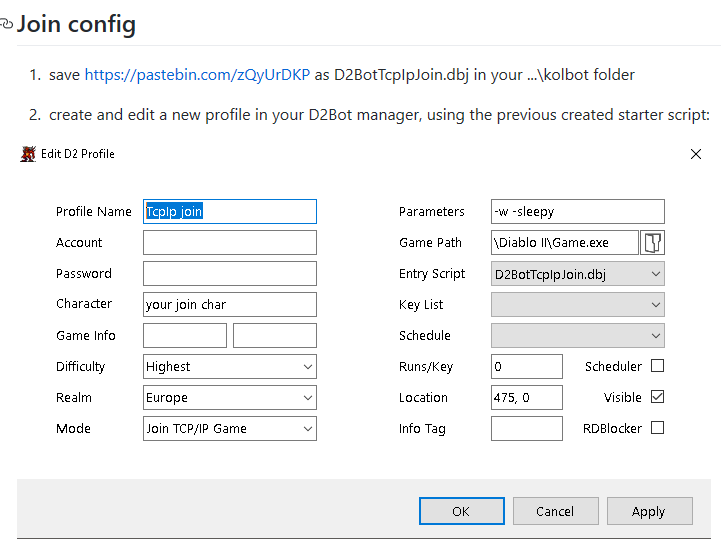 Join config
1. save https://pastebin.com/zQyUrDKP as D2BotTcpIpJoin.dbj in your ...\kolbot folder
2. create and edit a new profile in your D2Bot manager, using the previous created starter script:
Edit D2 Profile
Profile Name TcpIp join
Account
Password
Character your join char
Game Info
Difficulty Highest
Realm Europe
Mode Join TCP/IP Game
Parameters -w -sleepy
Game Path \Diablo II\Game.exe
Entry Script D2BotTcpIpJoin.dbj
Key List
Schedule
Runs/Key 0 Scheduler
Location 475, 0 Visible
Info Tag RDBlocker
OK Cancel Apply